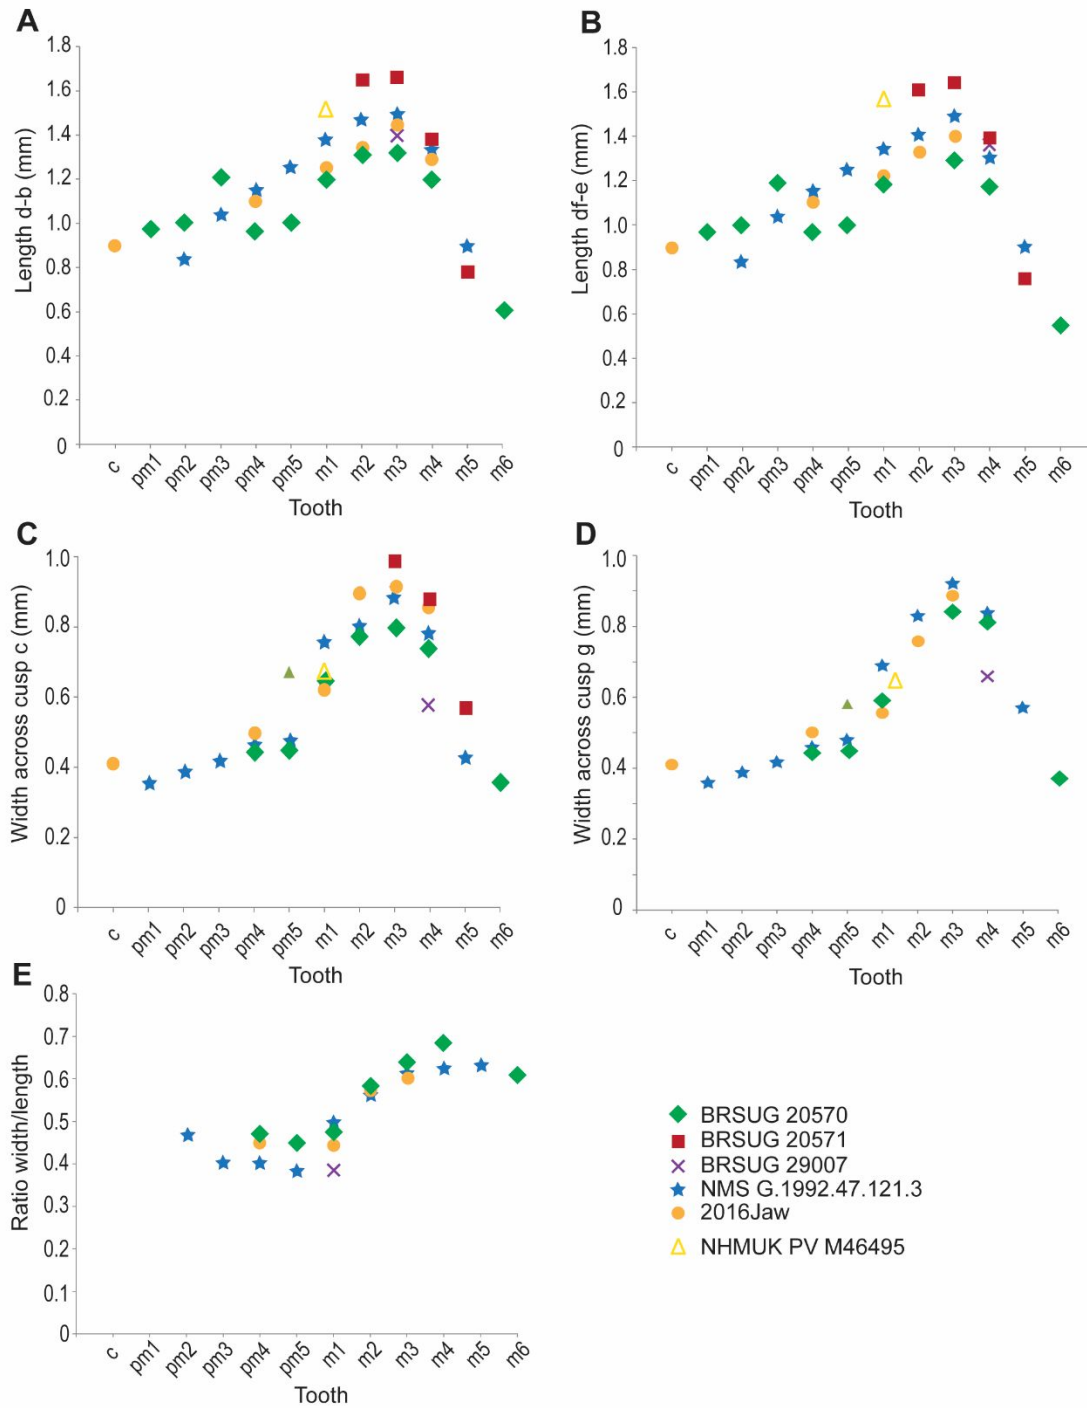 A
Length d-b (mm)
1.8
1.6
1.4
1.2
1.0
0.8
0.6
0.4
0.2
0
c pm1 pm2 pm3 pm4 pm5 m1 m2 m3 m4 m5 m6
Tooth
B
Length df-e (mm)
1.8
1.6
1.4
1.2
1.0
0.8
0.6
0.4
0.2
0
c pm1 pm2 pm3 pm4 pm5 m1 m2 m3 m4 m5 m6
Tooth
C
Width across cusp c (mm)
1.0
0.8
0.6
0.4
0.2
0
c pm1 pm2 pm3 pm4 pm5 m1 m2 m3 m4 m5 m6
Tooth
D
Width across cusp g (mm)
1.0
0.8
0.6
0.4
0.2
0
c pm1 pm2 pm3 pm4 pm5 m1 m2 m3 m4 m5 m6
Tooth
E
Ratio width/length
0.8
0.7
0.6
0.5
0.4
0.3
0.2
0.1
0
c pm1 pm2 pm3 pm4 pm5 m1 m2 m3 m4 m5 m6
Tooth
BRSUG 20570
BRSUG 20571
BRSUG 29007
NMS G.1992.47.121.3
2016Jaw
NHMUK PV M46495